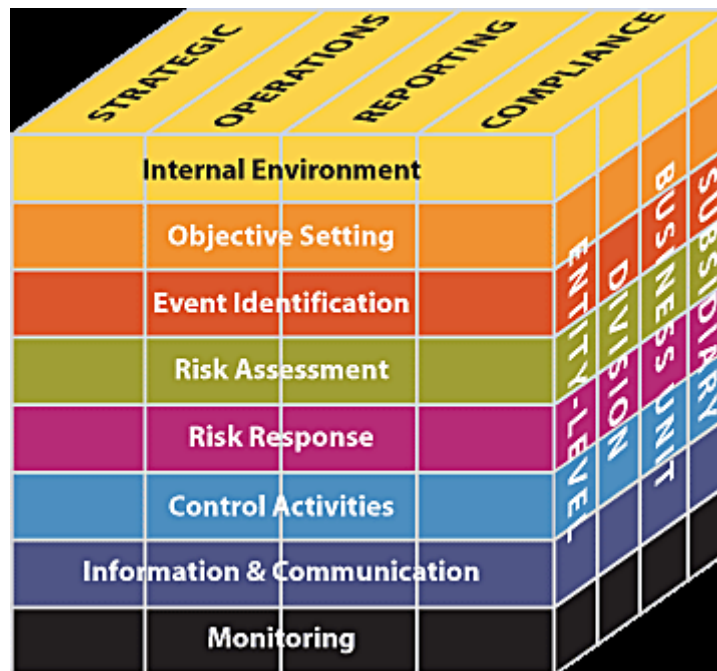 STRATEGIC
OPERATIONS
REPORTING
COMPLIANCE
Internal Environment
Objective Setting
Event Identification
Risk Assessment
Risk Response
Control Activities
Information & Communication
Monitoring
ENTITY-LEVEL
DIVISION
BUSINESS UNIT
SUBSIDIARY